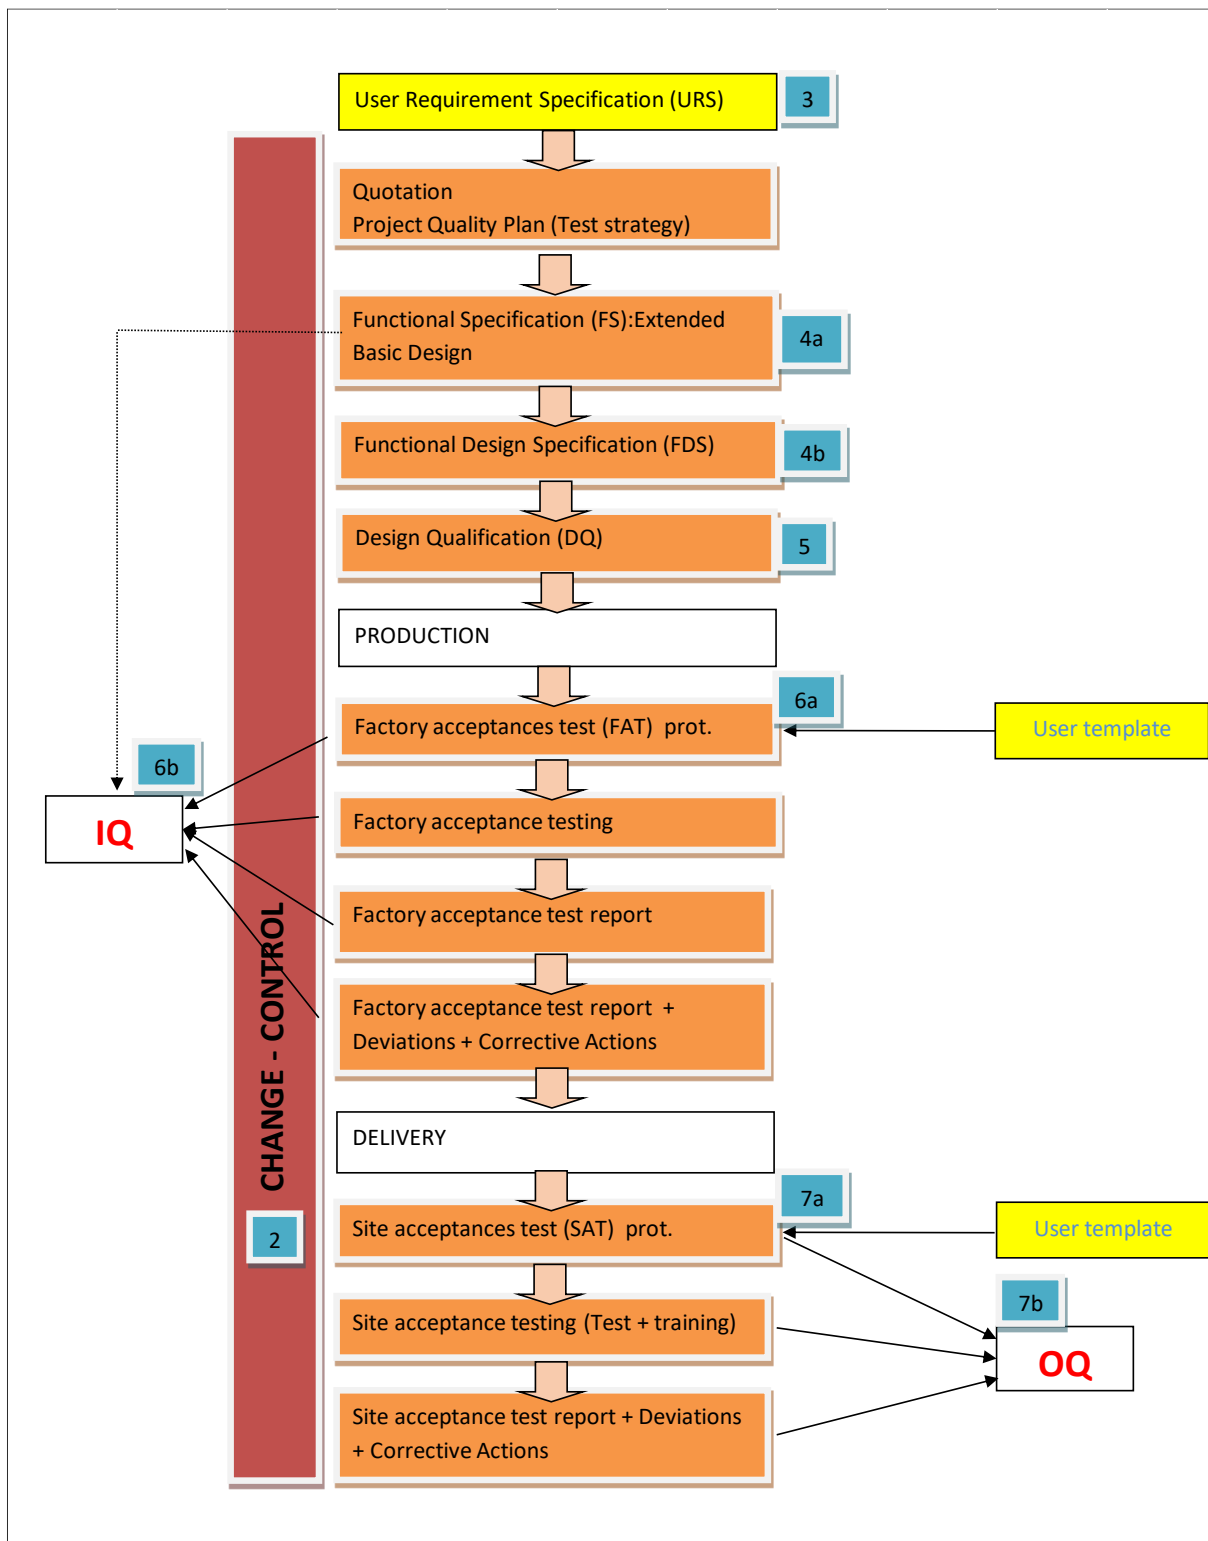 User Requirement Specification (URS)
3
Quotation
Project Quality Plan (Test strategy)
Functional Specification (FS):Extended
Basic Design
4a
Functional Design Specification (FDS)
4b
Design Qualification (DQ)
5
PRODUCTION
6a
Factory acceptances test (FAT) prot.
User template
6b
IQ
Factory acceptance testing
Factory acceptance test report
CHANGE - CONTROL
Factory acceptance test report +
Deviations + Corrective Actions
DELIVERY
7a
Site acceptances test (SAT) prot.
User template
2
7b
Site acceptance testing (Test + training)
OQ
Site acceptance test report + Deviations
+ Corrective Actions